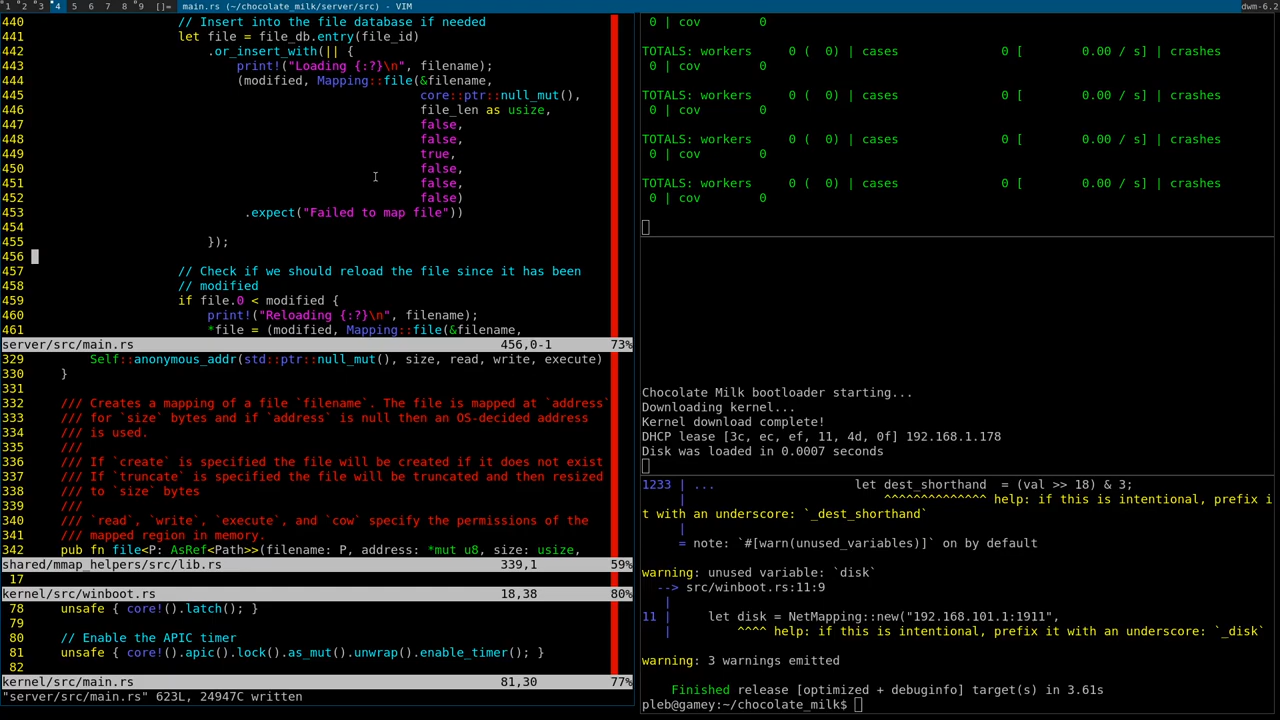 1 2 3 4 5 6 7 8 9 []= main.rs (~/chocolate_milk/server/src) - VIM dwm-6.2
440 // Insert into the file database if needed
441 let file = file_db.entry(file_id)
442 .or_insert_with(|| {
443 print!("Loading {:?}\n", filename);
444 (modified, Mapping::file(&filename,
445 core::ptr::null_mut(),
446 file_len as usize,
447 false,
448 false,
449 true,
450 false,
451 false,
452 false)
453 .expect("Failed to map file"))
454
455 });
456
457 // Check if we should reload the file since it has been
458 // modified
459 if file.0 < modified {
460 print!("Reloading {:?}\n", filename);
461 *file = (modified, Mapping::file(&filename,
server/src/main.rs 456,0-1 73%
329 Self::anonymous_addr(std::ptr::null_mut(), size, read, write, execute)
330 }
331
332 /// Creates a mapping of a file `filename`. The file is mapped at `address`
333 /// for `size` bytes and if `address` is null then an OS-decided address
334 /// is used.
335 ///
336 /// If `create` is specified the file will be created if it does not exist
337 /// If `truncate` is specified the file will be truncated and then resized
338 /// to `size` bytes
339 ///
340 /// `read`, `write`, `execute`, and `cow` specify the permissions of the
341 /// mapped region in memory.
342 pub fn file<P: AsRef<Path>>(filename: P, address: *mut u8, size: usize,
shared/mmap_helpers/src/lib.rs 339,1 59%
17
kernel/src/winboot.rs 18,38 80%
78 unsafe { core!().latch(); }
79
80 // Enable the APIC timer
81 unsafe { core!().apic().lock().as_mut().unwrap().enable_timer(); }
82
kernel/src/main.rs 81,30 77%
"server/src/main.rs" 623L, 24947C written
0 | cov 0
TOTALS: workers 0 ( 0) | cases 0 [ 0.00 / s] | crashes
0 | cov 0
TOTALS: workers 0 ( 0) | cases 0 [ 0.00 / s] | crashes
0 | cov 0
TOTALS: workers 0 ( 0) | cases 0 [ 0.00 / s] | crashes
0 | cov 0
TOTALS: workers 0 ( 0) | cases 0 [ 0.00 / s] | crashes
0 | cov 0
Chocolate Milk bootloader starting...
Downloading kernel...
Kernel download complete!
DHCP lease [3c, ec, ef, 11, 4d, 0f] 192.168.1.178
Disk was loaded in 0.0007 seconds
1233 | ... let dest_shorthand = (val >> 18) & 3;
| ^^^^^^^^^^^^^^ help: if this is intentional, prefix i
t with an underscore: `_dest_shorthand`
|
= note: `#[warn(unused_variables)]` on by default
warning: unused variable: `disk`
--> src/winboot.rs:11:9
|
11 | let disk = NetMapping::new("192.168.101.1:1911",
| ^^^^ help: if this is intentional, prefix it with an underscore: `_disk`
warning: 3 warnings emitted
Finished release [optimized + debuginfo] target(s) in 3.61s
pleb@gamey:~/chocolate_milk$